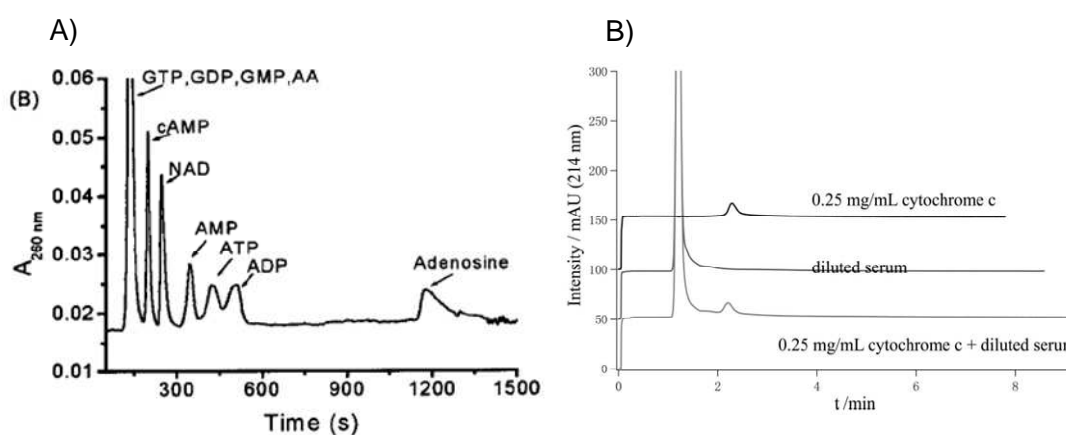 A)
(B)
0.06
0.05
0.04
0.03
0.02
0.01
A260 nm
GTP,GDP,GMP,AA
cAMP
NAD
AMP
ATP
ADP
Adenosine
300
600
900
1200
1500
Time (s)
B)
300
250
200
150
100
50
0
Intensity / mAU (214 nm)
0.25 mg/mL cytochrome c
diluted serum
0.25 mg/mL cytochrome c + diluted serum
0
2
4
6
8
t /min